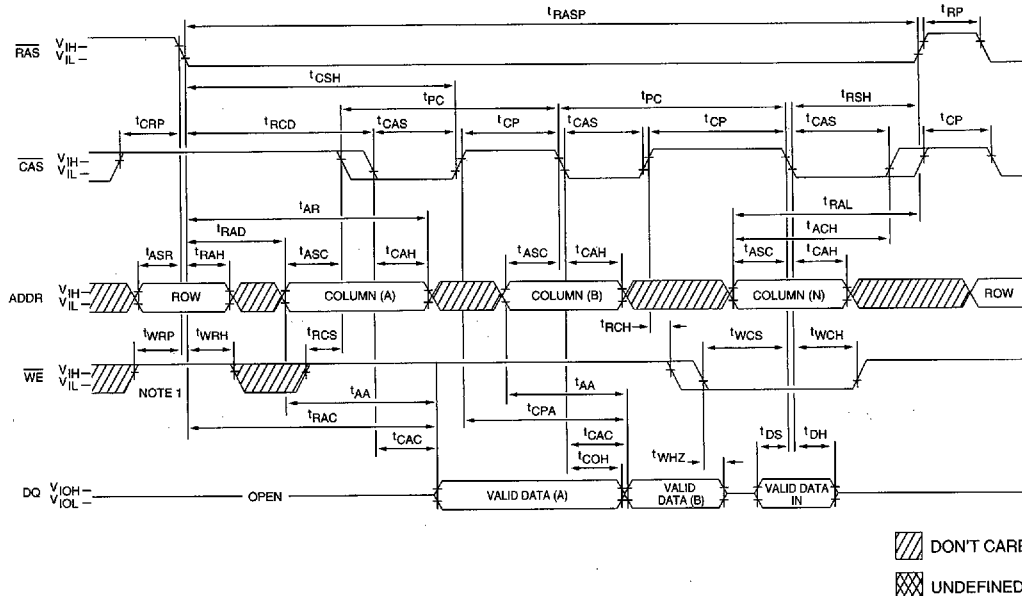 tRASP tRP
RAS VIH VIL
tCSH
tPC tPC tRSH
tCRP tRCD tCAS tCP tCAS tCP tCAS tCP
CAS VIH VIL
tAR tRAL
tRAD tACH
tASR tRAH tASC tCAH tASC tCAH tASC tCAH
ADDR VIH VIL ROW COLUMN (A) COLUMN (B) COLUMN (N) ROW
tRCH
tWRP tWRH tRCS tWCS tWCH
WE VIH VIL NOTE 1
tAA tAA
tRAC tCPA
tCAC tCAC tDS tDH
tCOH tWHZ
DQ VIOH VIOL OPEN VALID DATA (A) VALID DATA (B) VALID DATA IN
DON'T CARE
UNDEFINED